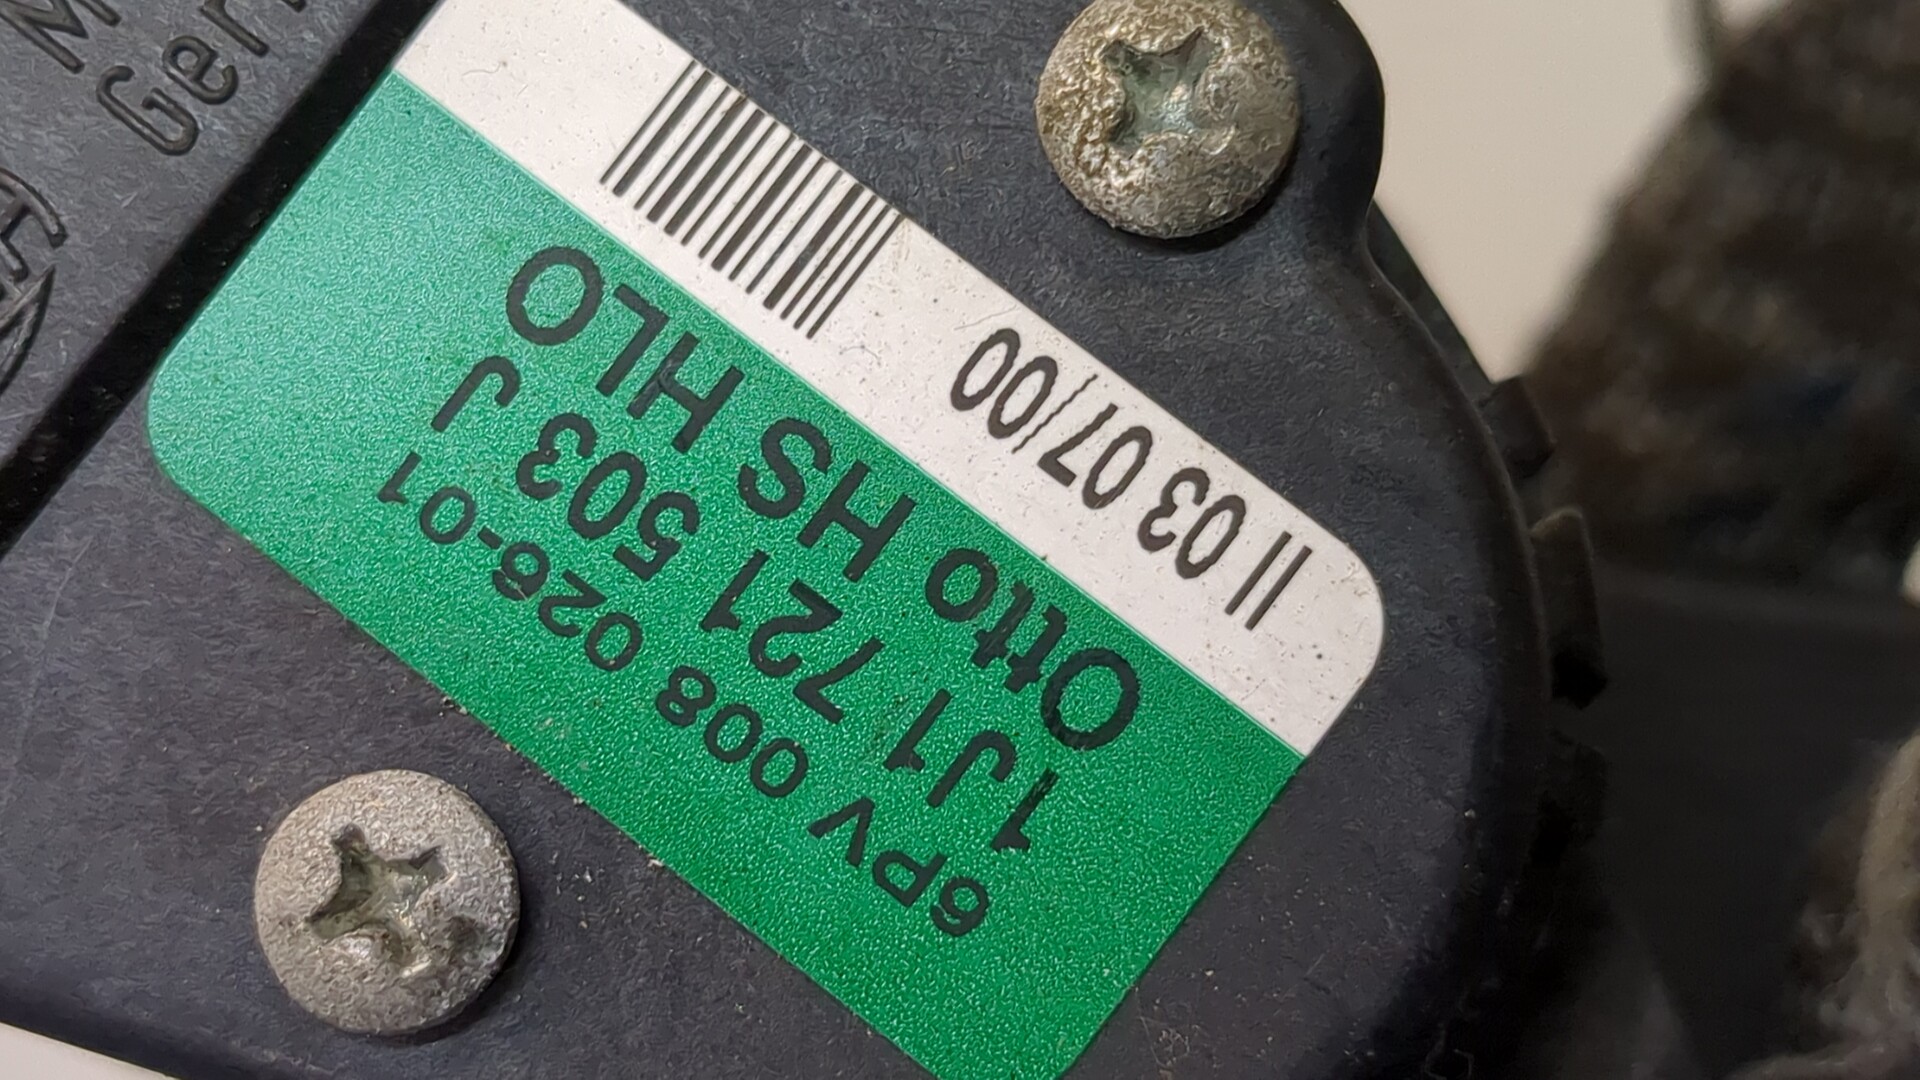 6PV 008 026-01
1J1 721 503 J
Otto HS HLO
II 03 07/00